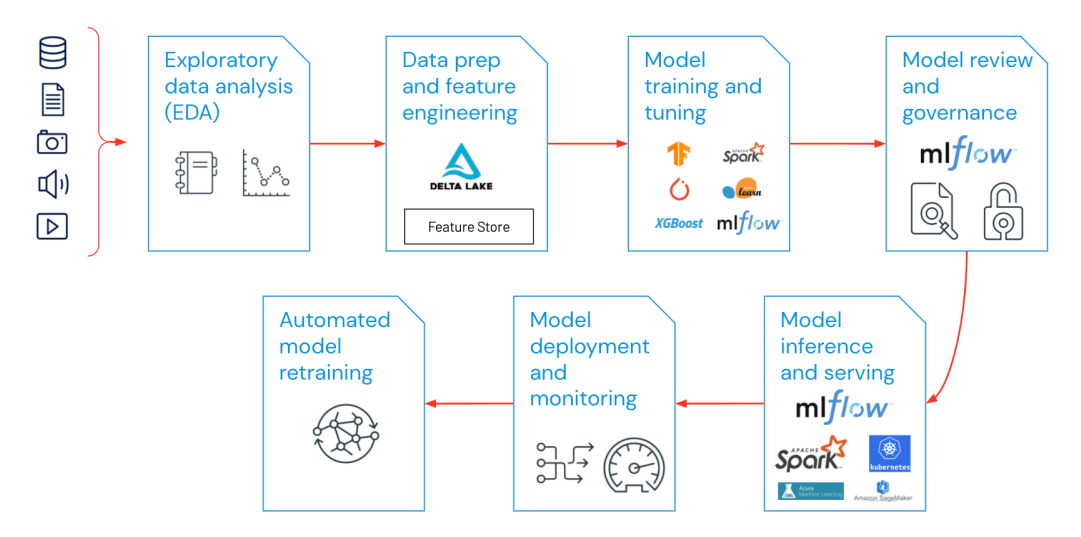 Exploratory
data analysis
(EDA)
Data prep
and feature
engineering
DELTA LAKE
Feature Store
Model
training and
tuning
APACHE
Spark
learn
XGBoost
mlflow
Model review
and
governance
mlflow
Automated
model
retraining
Model
deployment
and
monitoring
Model
inference
and serving
mlflow
APACHE
Spark
kubernetes
Azure
Machine Learning
Amazon SageMaker